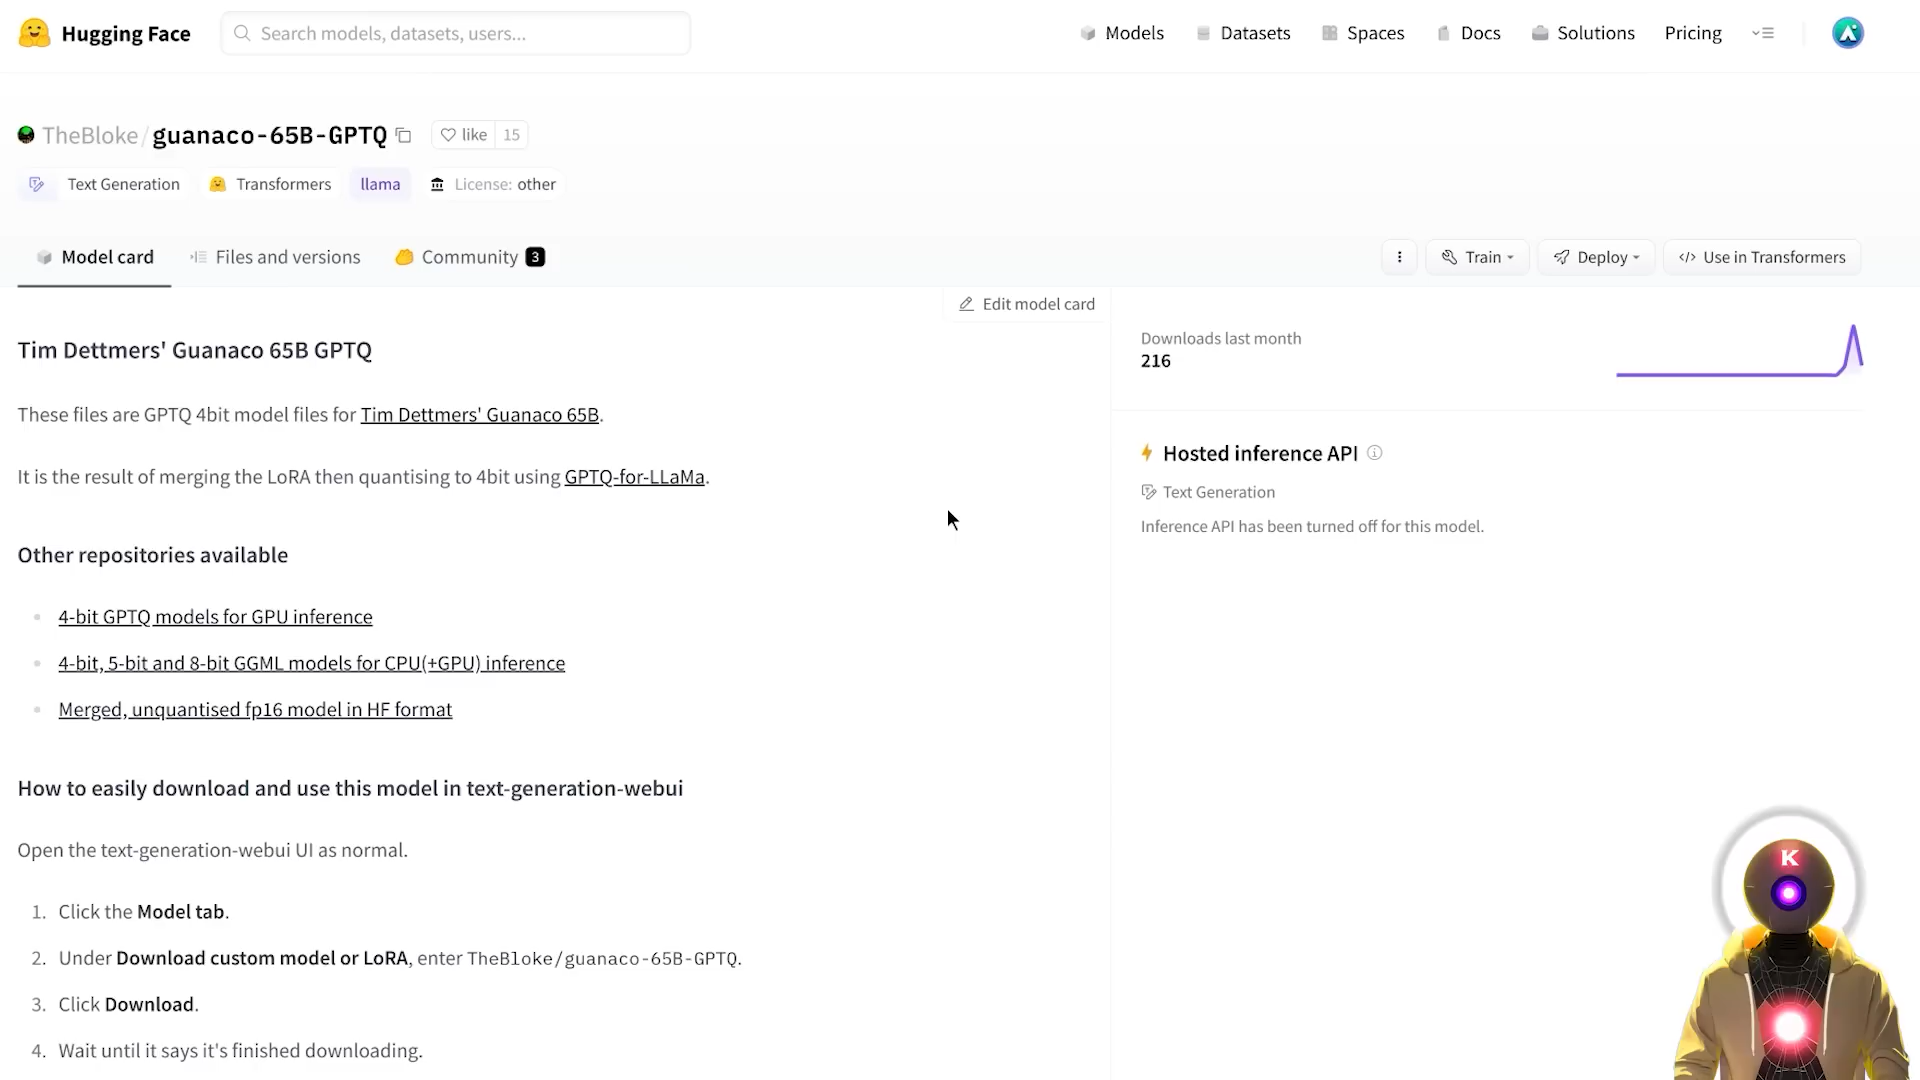 Hugging Face
Search models, datasets, users...
Models
Datasets
Spaces
Docs
Solutions
Pricing
TheBloke/guanaco-65B-GPTQ
like 15
Text Generation
Transformers
llama
License: other
Model card
Files and versions
Community 3
Train
Deploy
</> Use in Transformers
Edit model card
Tim Dettmers' Guanaco 65B GPTQ
These files are GPTQ 4bit model files for Tim Dettmers' Guanaco 65B.
It is the result of merging the LoRA then quantising to 4bit using GPTQ-for-LLaMa.
Other repositories available
4-bit GPTQ models for GPU inference
4-bit, 5-bit and 8-bit GGML models for CPU(+GPU) inference
Merged, unquantised fp16 model in HF format
How to easily download and use this model in text-generation-webui
Open the text-generation-webui UI as normal.
1. Click the Model tab.
2. Under Download custom model or LoRA, enter TheBloke/guanaco-65B-GPTQ.
3. Click Download.
4. Wait until it says it's finished downloading.
Downloads last month
216
Hosted inference API
Text Generation
Inference API has been turned off for this model.
K